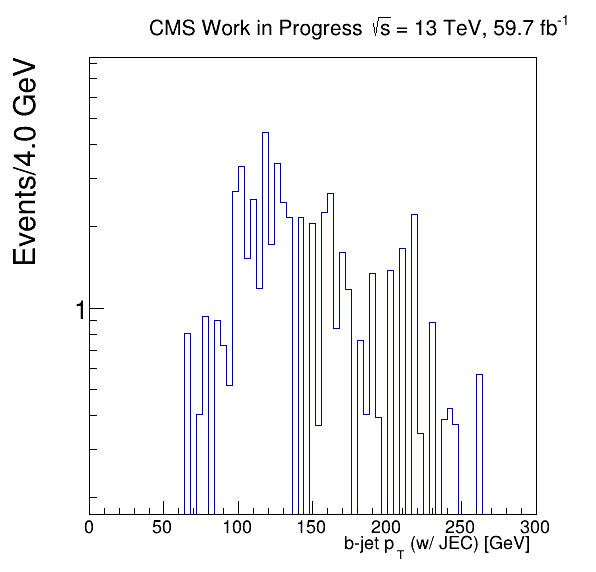 CMS Work in Progress √s = 13 TeV, 59.7 fb⁻¹
Events/4.0 GeV
1
0 50 100 150 200 250 300
b-jet p_T (w/ JEC) [GeV]